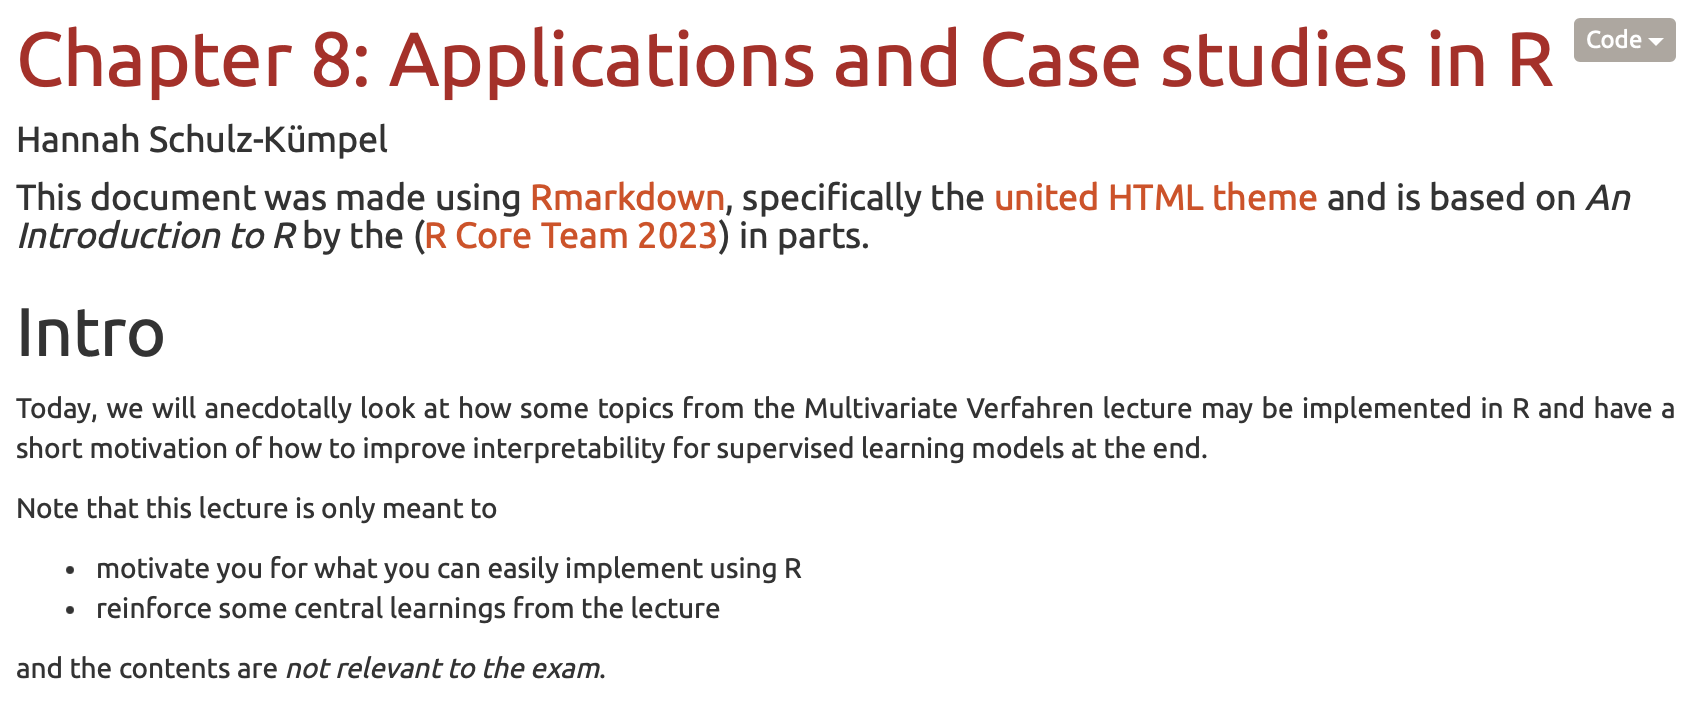 Chapter 8: Applications and Case studies in R
Code
Hannah Schulz-Kümpel
This document was made using Rmarkdown, specifically the united HTML theme and is based on An
Introduction to R by the (R Core Team 2023) in parts.
Intro
Today, we will anecdotally look at how some topics from the Multivariate Verfahren lecture may be implemented in R and have a
short motivation of how to improve interpretability for supervised learning models at the end.
Note that this lecture is only meant to
• motivate you for what you can easily implement using R
• reinforce some central learnings from the lecture
and the contents are not relevant to the exam.